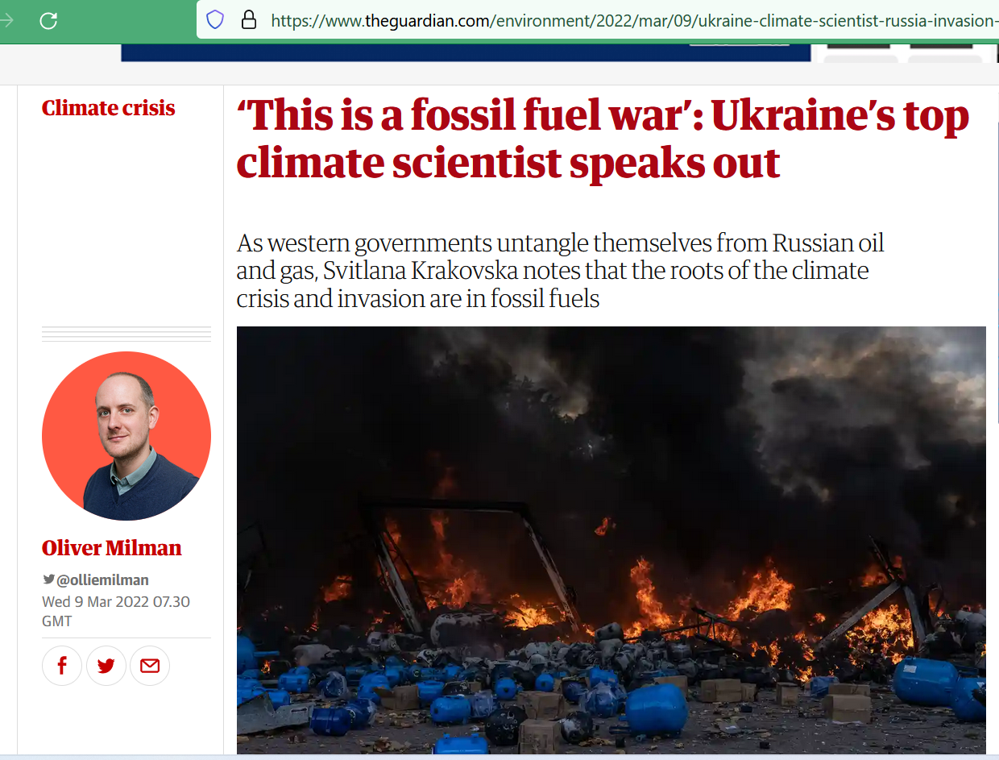 https://www.theguardian.com/environment/2022/mar/09/ukraine-climate-scientist-russia-invasion-
Climate crisis
‘This is a fossil fuel war’: Ukraine’s top
climate scientist speaks out
As western governments untangle themselves from Russian oil
and gas, Svitlana Krakovska notes that the roots of the climate
crisis and invasion are in fossil fuels
Oliver Milman
@olliemilman
Wed 9 Mar 2022 07.30
GMT